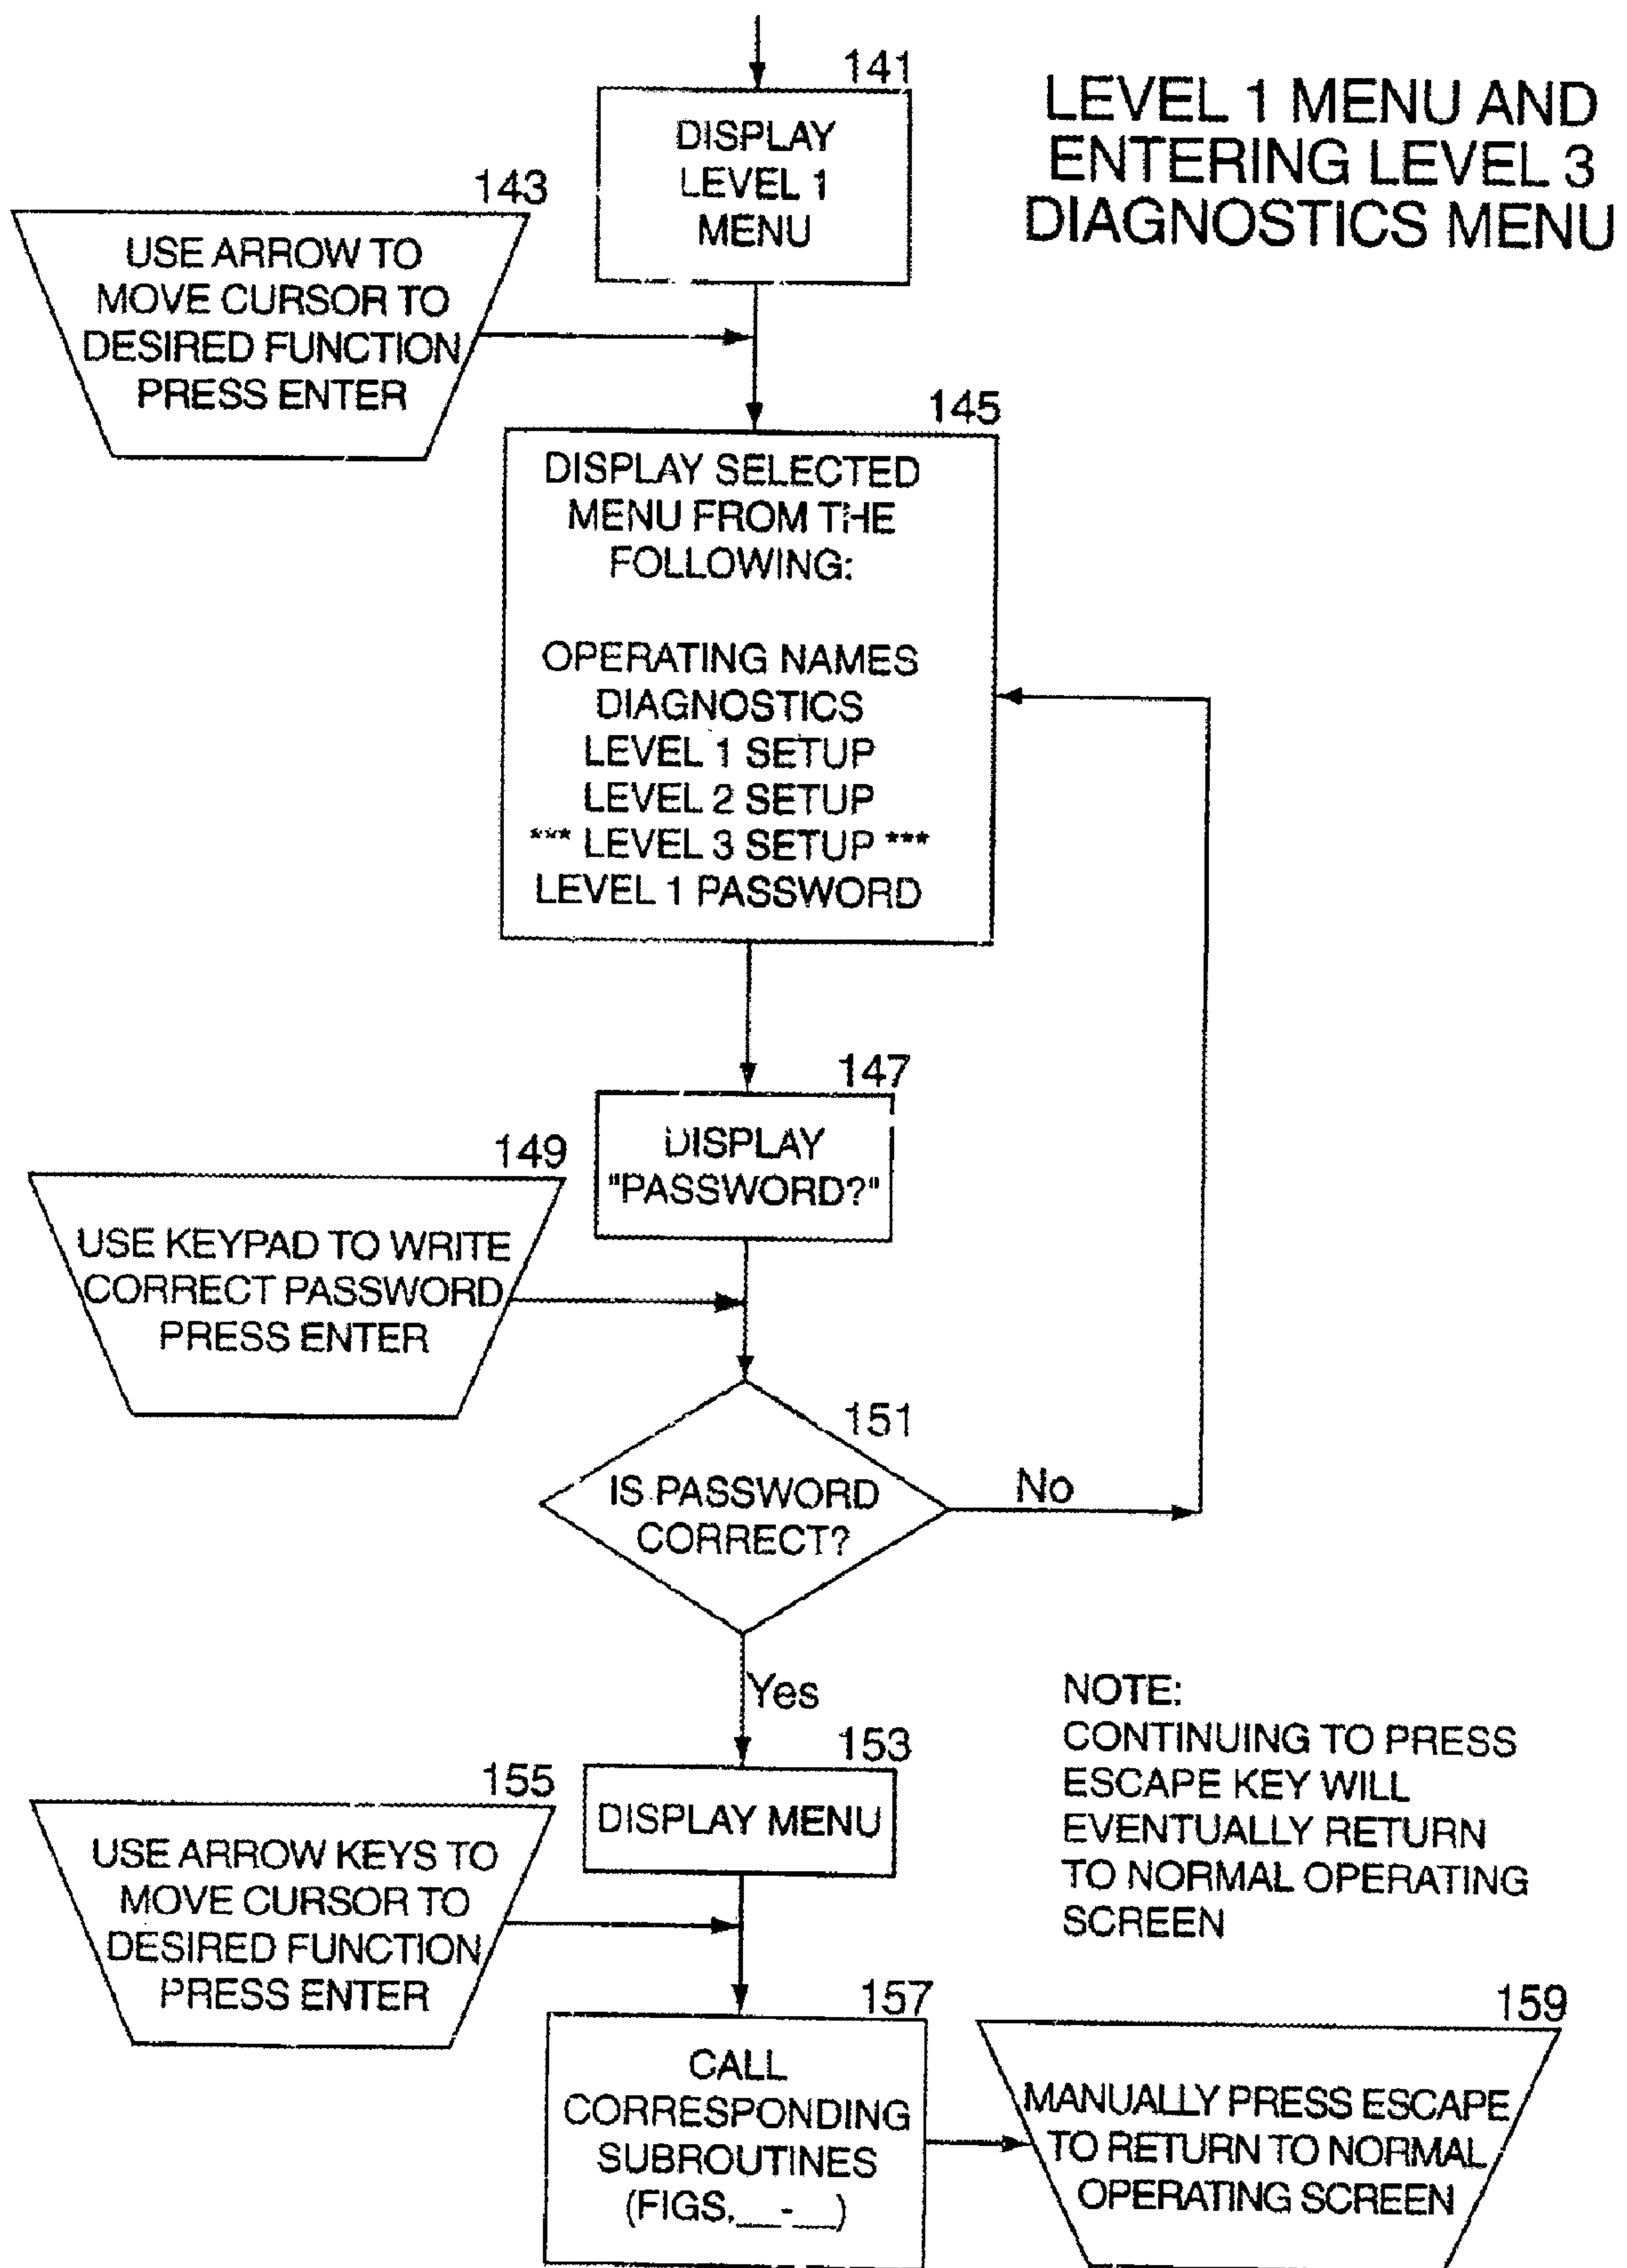 141
DISPLAY
LEVEL 1
MENU
LEVEL 1 MENU AND
ENTERING LEVEL 3
DIAGNOSTICS MENU
143
USE ARROW TO
MOVE CURSOR TO
DESIRED FUNCTION
PRESS ENTER
145
DISPLAY SELECTED
MENU FROM THE
FOLLOWING:
OPERATING NAMES
DIAGNOSTICS
LEVEL 1 SETUP
LEVEL 2 SETUP
*** LEVEL 3 SETUP ***
LEVEL 1 PASSWORD
147
DISPLAY
"PASSWORD?"
149
USE KEYPAD TO WRITE
CORRECT PASSWORD
PRESS ENTER
151
IS PASSWORD
CORRECT?
No
Yes
153
DISPLAY MENU
NOTE:
CONTINUING TO PRESS
ESCAPE KEY WILL
EVENTUALLY RETURN
TO NORMAL OPERATING
SCREEN
155
USE ARROW KEYS TO
MOVE CURSOR TO
DESIRED FUNCTION
PRESS ENTER
157
CALL
CORRESPONDING
SUBROUTINES
(FIGS.__-__)
159
MANUALLY PRESS ESCAPE
TO RETURN TO NORMAL
OPERATING SCREEN